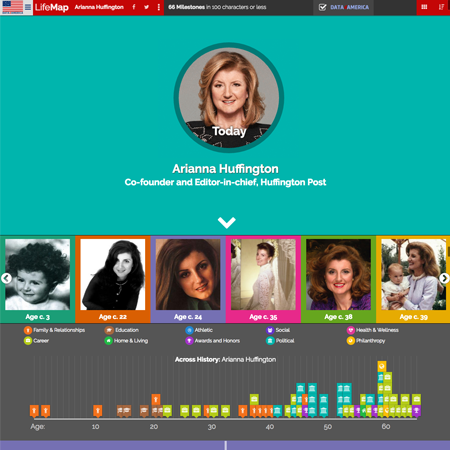 LifeMap Arianna Huffington 66 Milestones in 100 characters or less DATA AMERICA
Today
Arianna Huffington
Co-founder and Editor-in-chief, Huffington Post
Age c. 3 Age c. 22 Age c. 24 Age c. 35 Age c. 38 Age c. 39
Family & Relationships Education Athletic Social Health & Wellness
Career Home & Living Awards and Honors Political Philanthropy
Across History: Arianna Huffington
Age: 10 20 30 40 50 60